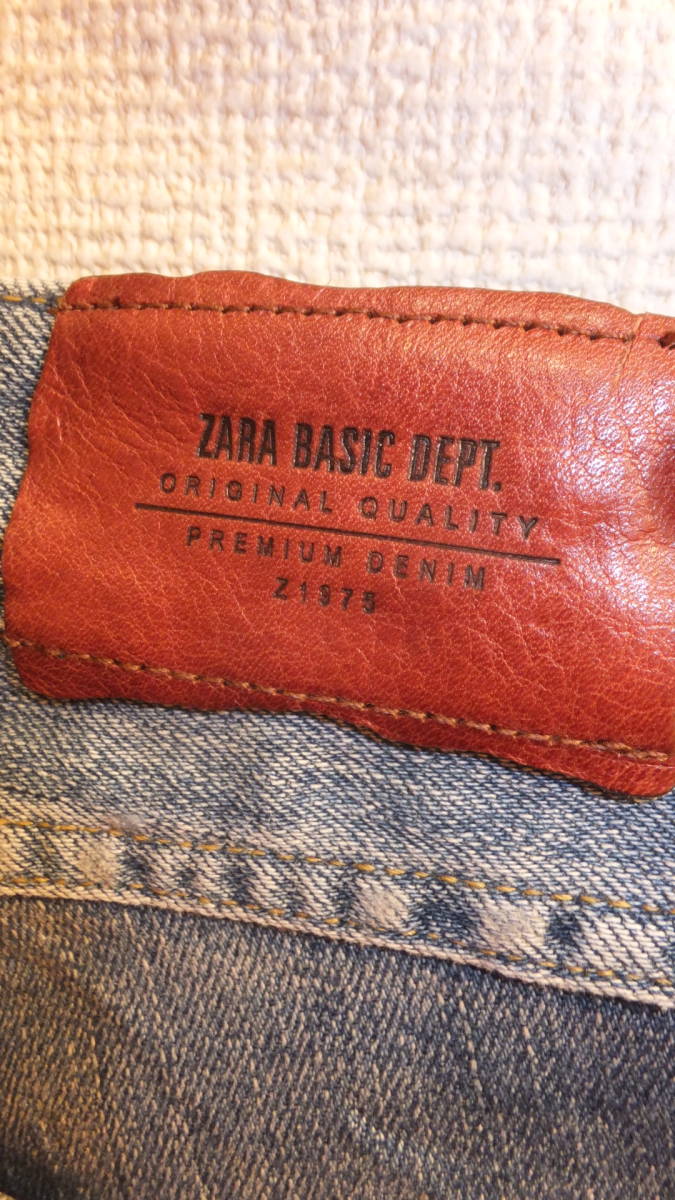 ZARA BASIC DEPT.
ORIGINAL QUALITY
PREMIUM DENIM
Z1975